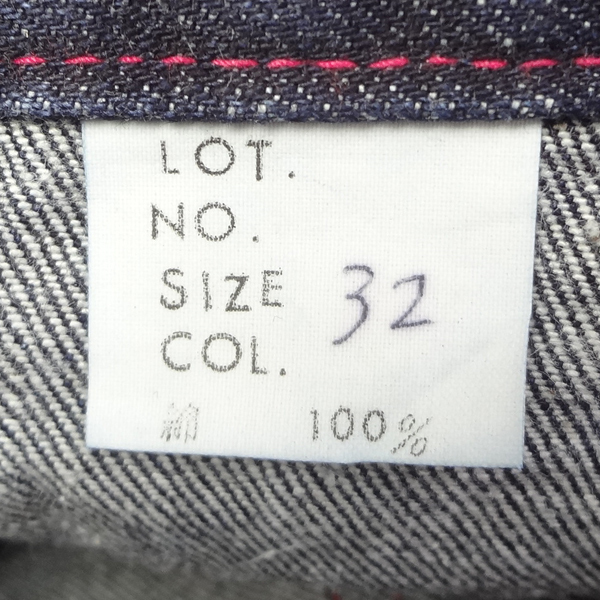 LOT.
NO.
SIZE 32
COL.
綿 100%